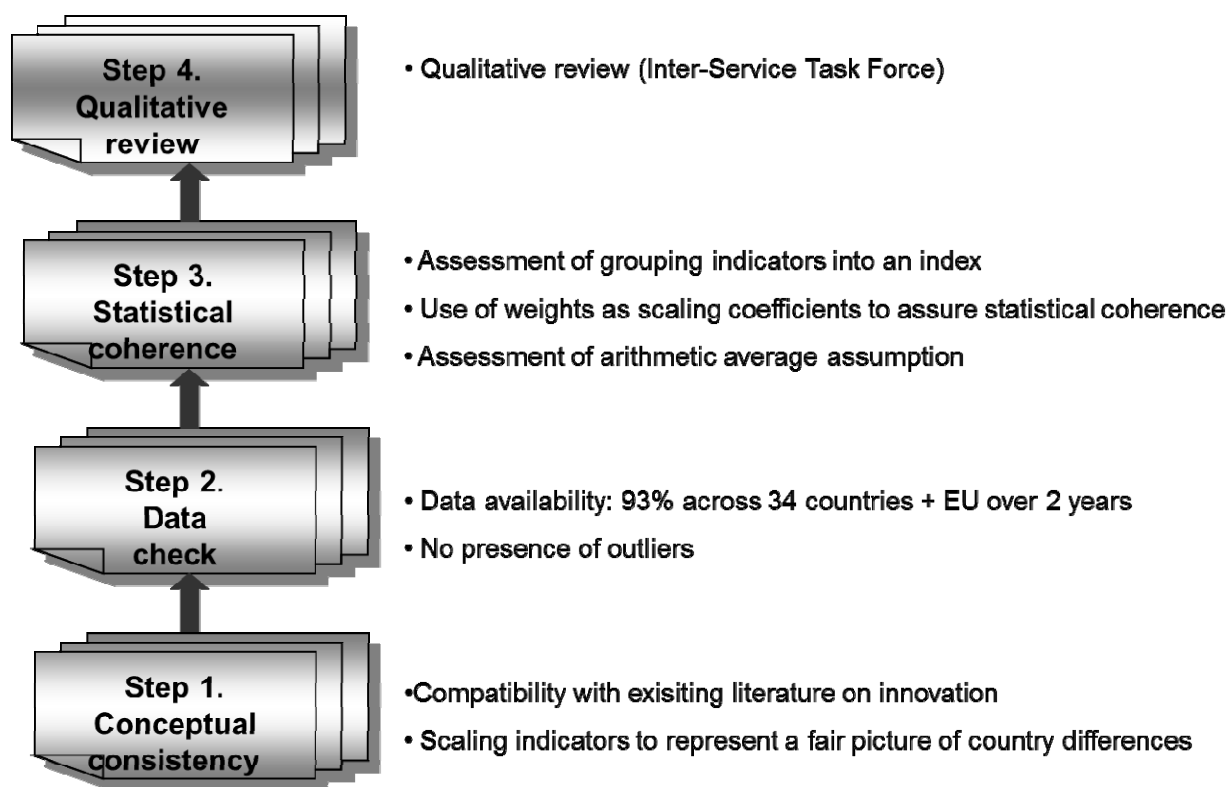 Step 4.
Qualitative
review
• Qualitative review (Inter-Service Task Force)
Step 3.
Statistical
coherence
• Assessment of grouping indicators into an index
• Use of weights as scaling coefficients to assure statistical coherence
• Assessment of arithmetic average assumption
Step 2.
Data
check
• Data availability: 93% across 34 countries + EU over 2 years
• No presence of outliers
Step 1.
Conceptual
consistency
•Compatibility with exisiting literature on innovation
• Scaling indicators to represent a fair picture of country differences